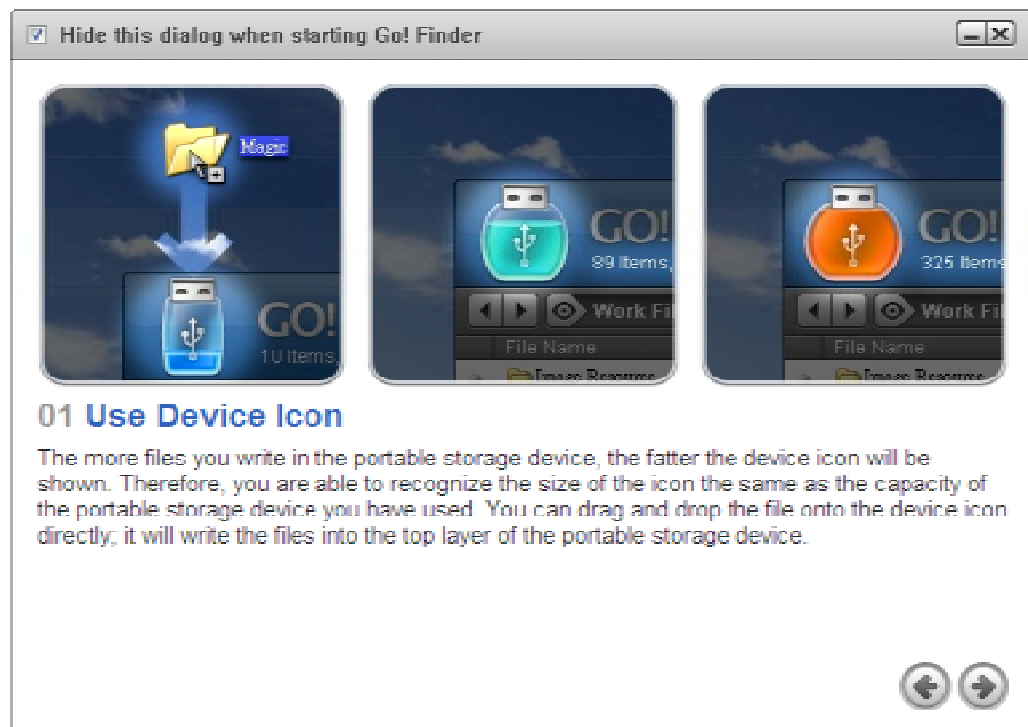 Hide this dialog when starting Go! Finder
Magic
GO!
10 Items,
GO!
89 Items,
Work Fil
File Name
Image Resource
GO!
325 Items
Work Fil
File Name
Image Resource
01 Use Device Icon
The more files you write in the portable storage device, the fatter the device icon will be
shown. Therefore, you are able to recognize the size of the icon the same as the capacity of
the portable storage device you have used. You can drag and drop the file onto the device icon
directly; it will write the files into the top layer of the portable storage device.